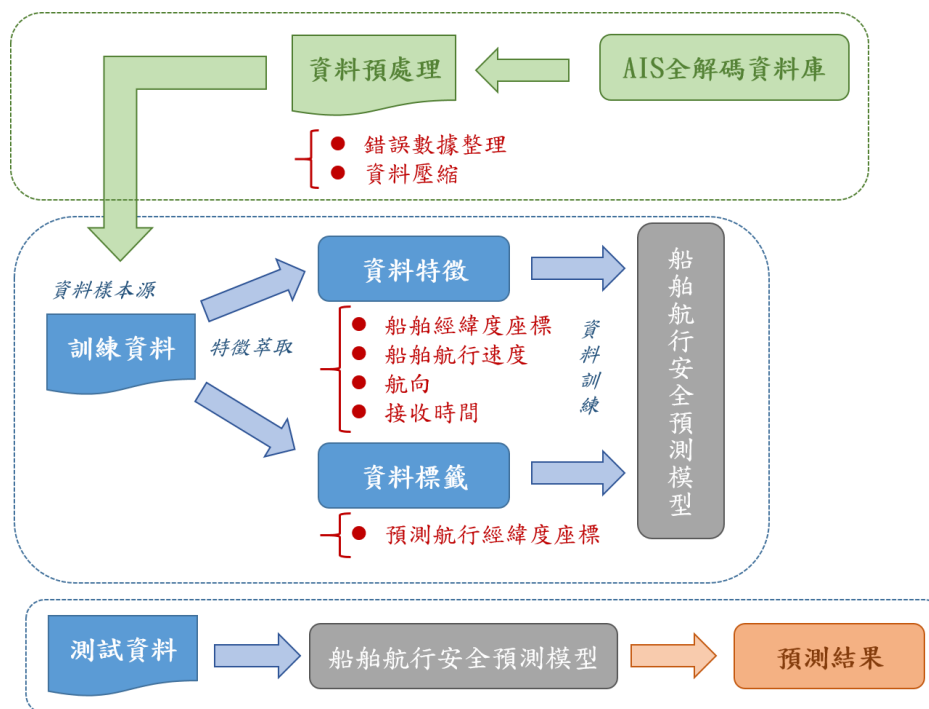 資料預處理
AIS全解碼資料庫
錯誤數據整理
資料壓縮
資料樣本源
訓練資料
特徵萃取
資料特徵
船舶經緯度座標
船舶航行速度
航向
接收時間
資料訓練
資料標籤
預測航行經緯度座標
船舶航行安全預測模型
測試資料
船舶航行安全預測模型
預測結果